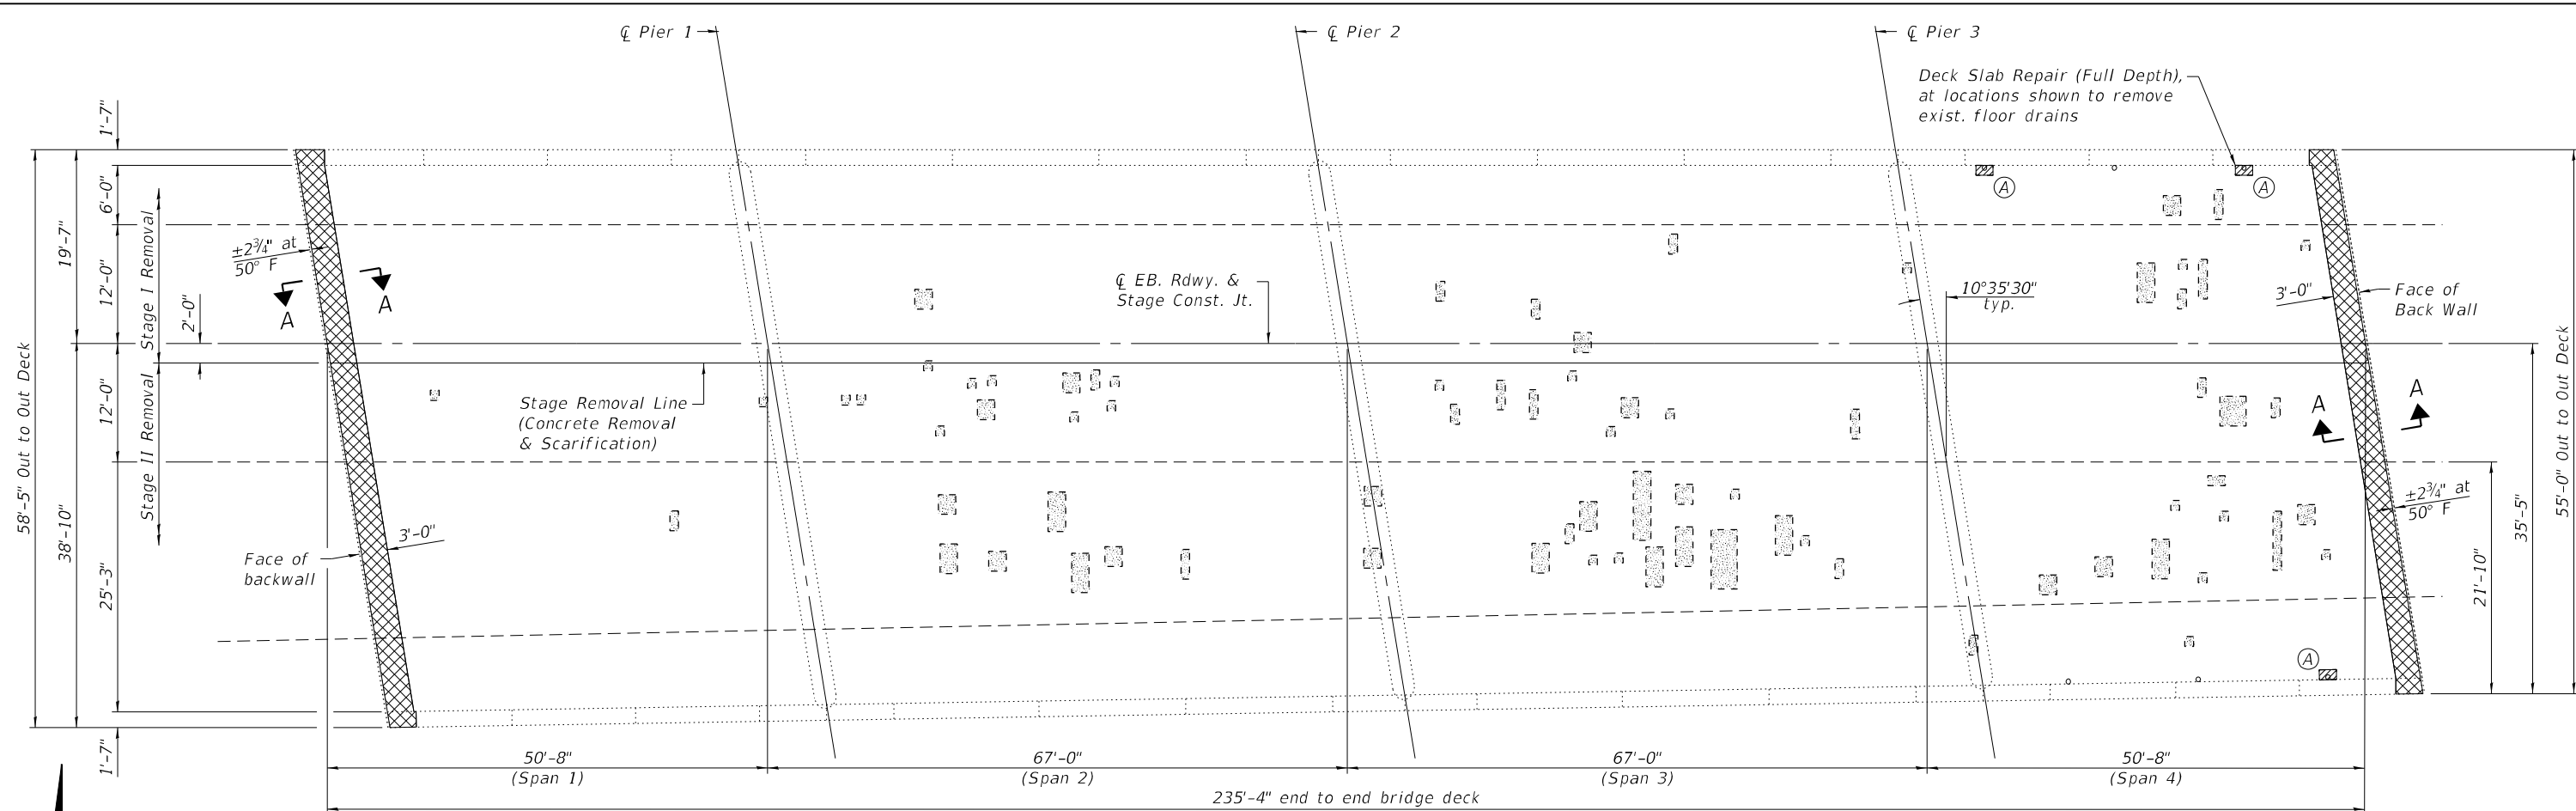 ℄ Pier 1
℄ Pier 2
℄ Pier 3
Deck Slab Repair (Full Depth),
at locations shown to remove
exist. floor drains
1'-7"
6'-0"
19'-7"
12'-0"
2'-0"
Stage I Removal
±2¾" at
50° F
A
A
℄ EB. Rdwy. &
Stage Const. Jt.
10°35'30"
typ.
A
A
3'-0"
Face of
Back Wall
58'-5" Out to Out Deck
38'-10"
12'-0"
25'-3"
1'-7"
Stage II Removal
Stage Removal Line
(Concrete Removal
& Scarification)
Face of
backwall
3'-0"
A
A
±2¾" at
50° F
A
21'-10"
35'-5"
55'-0" Out to Out Deck
50'-8"
(Span 1)
67'-0"
(Span 2)
67'-0"
(Span 3)
50'-8"
(Span 4)
235'-4" end to end bridge deck